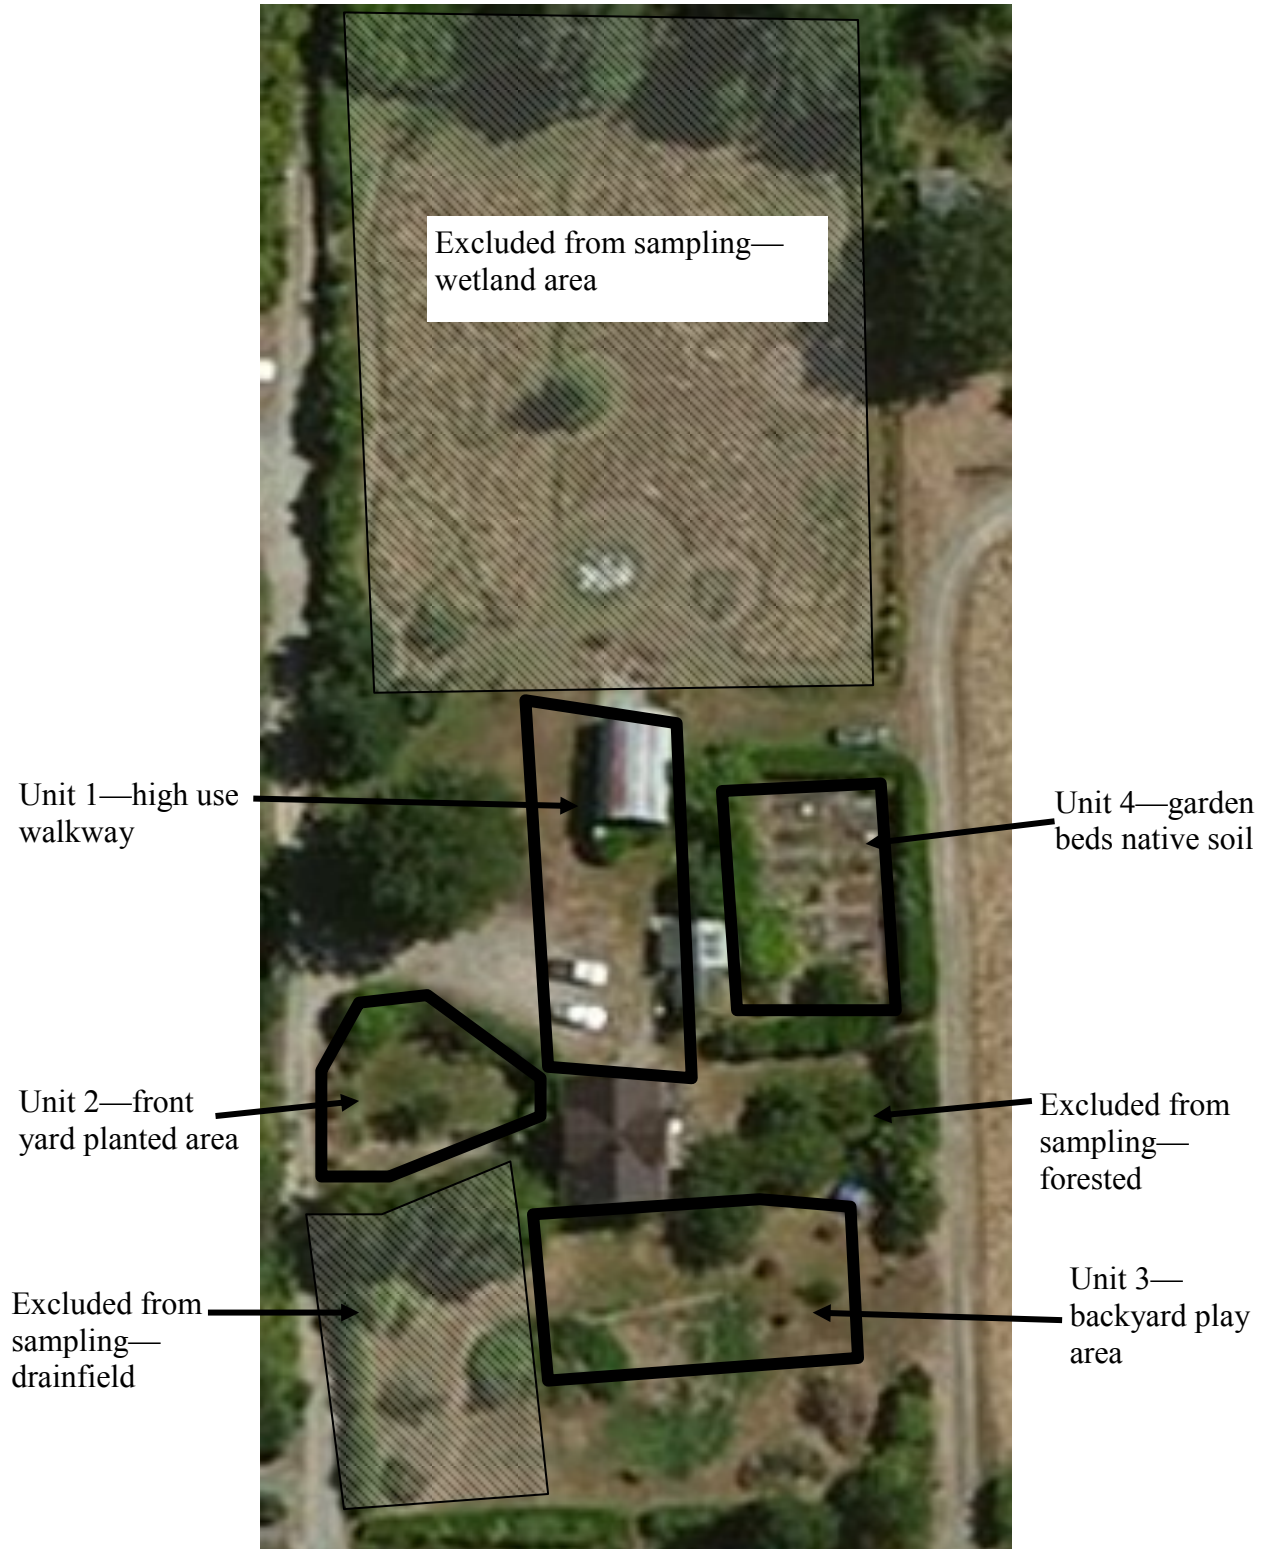 Excluded from sampling—
wetland area
Unit 1—high use
walkway
Unit 4—garden
beds native soil
Unit 2—front
yard planted area
Excluded from
sampling—
forested
Unit 3—
backyard play
area
Excluded from
sampling—
drainfield